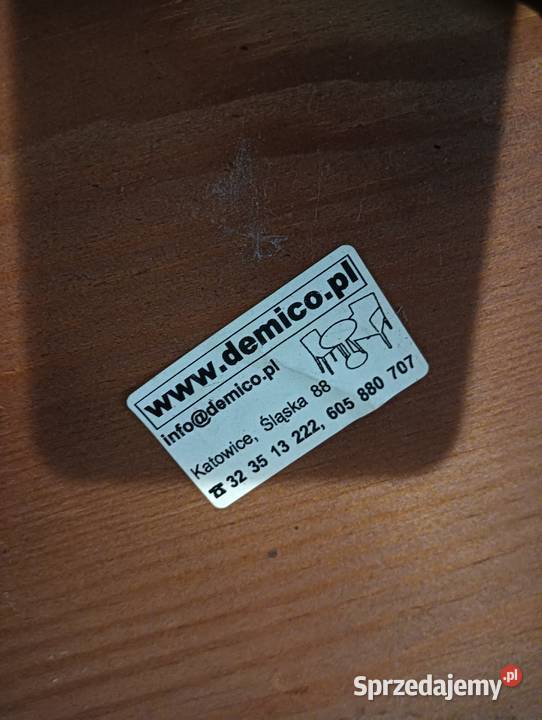 www.demico.pl
info@demico.pl
Katowice, Śląska 88
☎ 32 35 13 222, 605 880 707
Sprzedajemy.pl